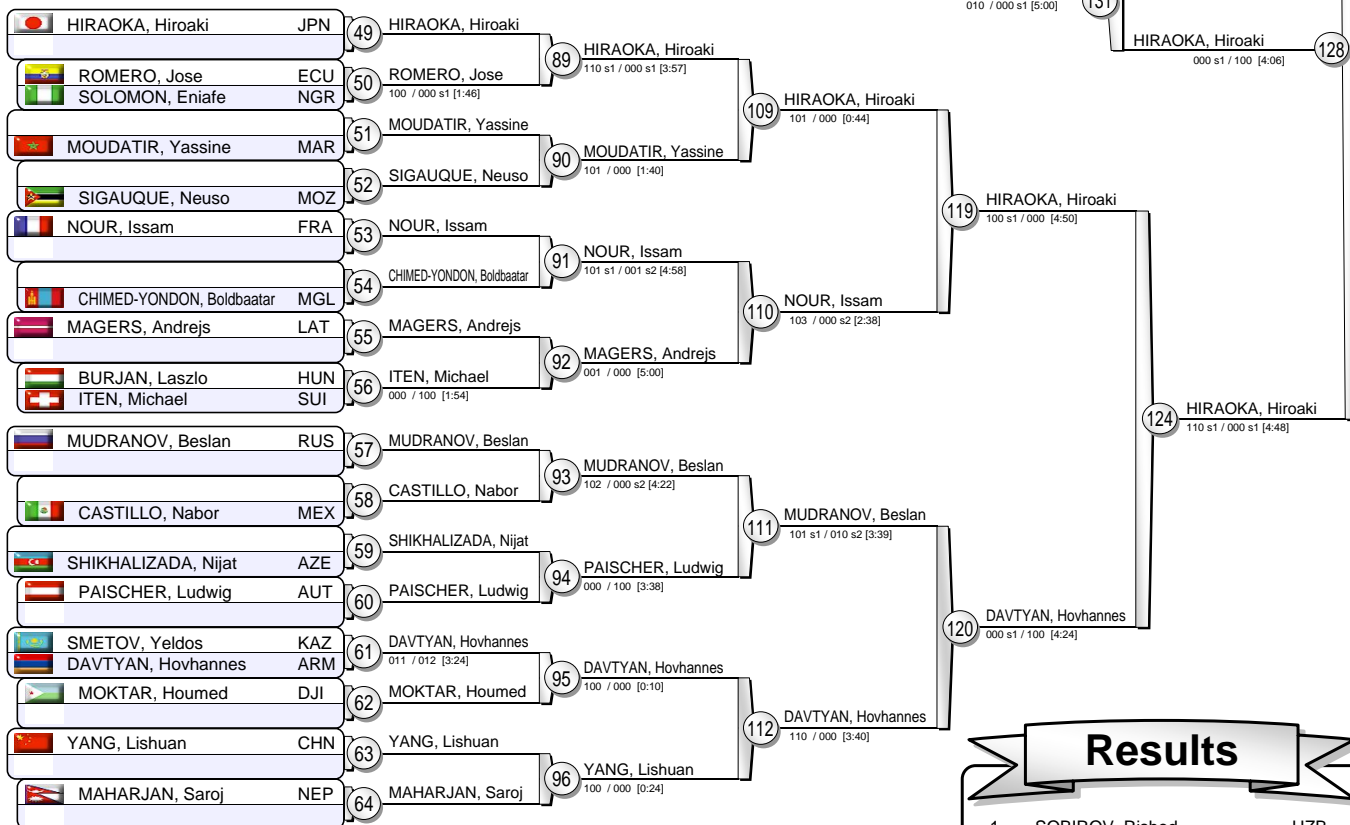 010 / 000 s1 [5:00]
131
HIRAOKA, Hiroaki
000 s1 / 100 [4:06]
128
HIRAOKA, Hiroaki JPN
49
HIRAOKA, Hiroaki
ROMERO, Jose ECU
SOLOMON, Eniafe NGR
50
ROMERO, Jose
100 / 000 s1 [1:46]
MOUDATIR, Yassine MAR
51
MOUDATIR, Yassine
SIGAUQUE, Neuso MOZ
52
SIGAUQUE, Neuso
NOUR, Issam FRA
53
NOUR, Issam
CHIMED-YONDON, Boldbaatar MGL
54
CHIMED-YONDON, Boldbaatar
MAGERS, Andrejs LAT
55
MAGERS, Andrejs
BURJAN, Laszlo HUN
ITEN, Michael SUI
56
ITEN, Michael
000 / 100 [1:54]
MUDRANOV, Beslan RUS
57
MUDRANOV, Beslan
CASTILLO, Nabor MEX
58
CASTILLO, Nabor
SHIKHALIZADA, Nijat AZE
59
SHIKHALIZADA, Nijat
PAISCHER, Ludwig AUT
60
PAISCHER, Ludwig
SMETOV, Yeldos KAZ
DAVTYAN, Hovhannes ARM
61
DAVTYAN, Hovhannes
011 / 012 [3:24]
MOKTAR, Houmed DJI
62
MOKTAR, Houmed
YANG, Lishuan CHN
63
YANG, Lishuan
MAHARJAN, Saroj NEP
64
MAHARJAN, Saroj
89
HIRAOKA, Hiroaki
110 s1 / 000 s1 [3:57]
90
MOUDATIR, Yassine
101 / 000 [1:40]
91
NOUR, Issam
101 s1 / 001 s2 [4:58]
92
MAGERS, Andrejs
001 / 000 [5:00]
93
MUDRANOV, Beslan
102 / 000 s2 [4:22]
94
PAISCHER, Ludwig
000 / 100 [3:38]
95
DAVTYAN, Hovhannes
100 / 000 [0:10]
96
YANG, Lishuan
100 / 000 [0:24]
109
HIRAOKA, Hiroaki
101 / 000 [0:44]
110
NOUR, Issam
103 / 000 s2 [2:38]
111
MUDRANOV, Beslan
101 s1 / 010 s2 [3:39]
112
DAVTYAN, Hovhannes
110 / 000 [3:40]
119
HIRAOKA, Hiroaki
100 s1 / 000 [4:50]
120
DAVTYAN, Hovhannes
000 s1 / 100 [4:24]
124
HIRAOKA, Hiroaki
110 s1 / 000 s1 [4:48]
Results
1 SOBIROV, Rishod UZB